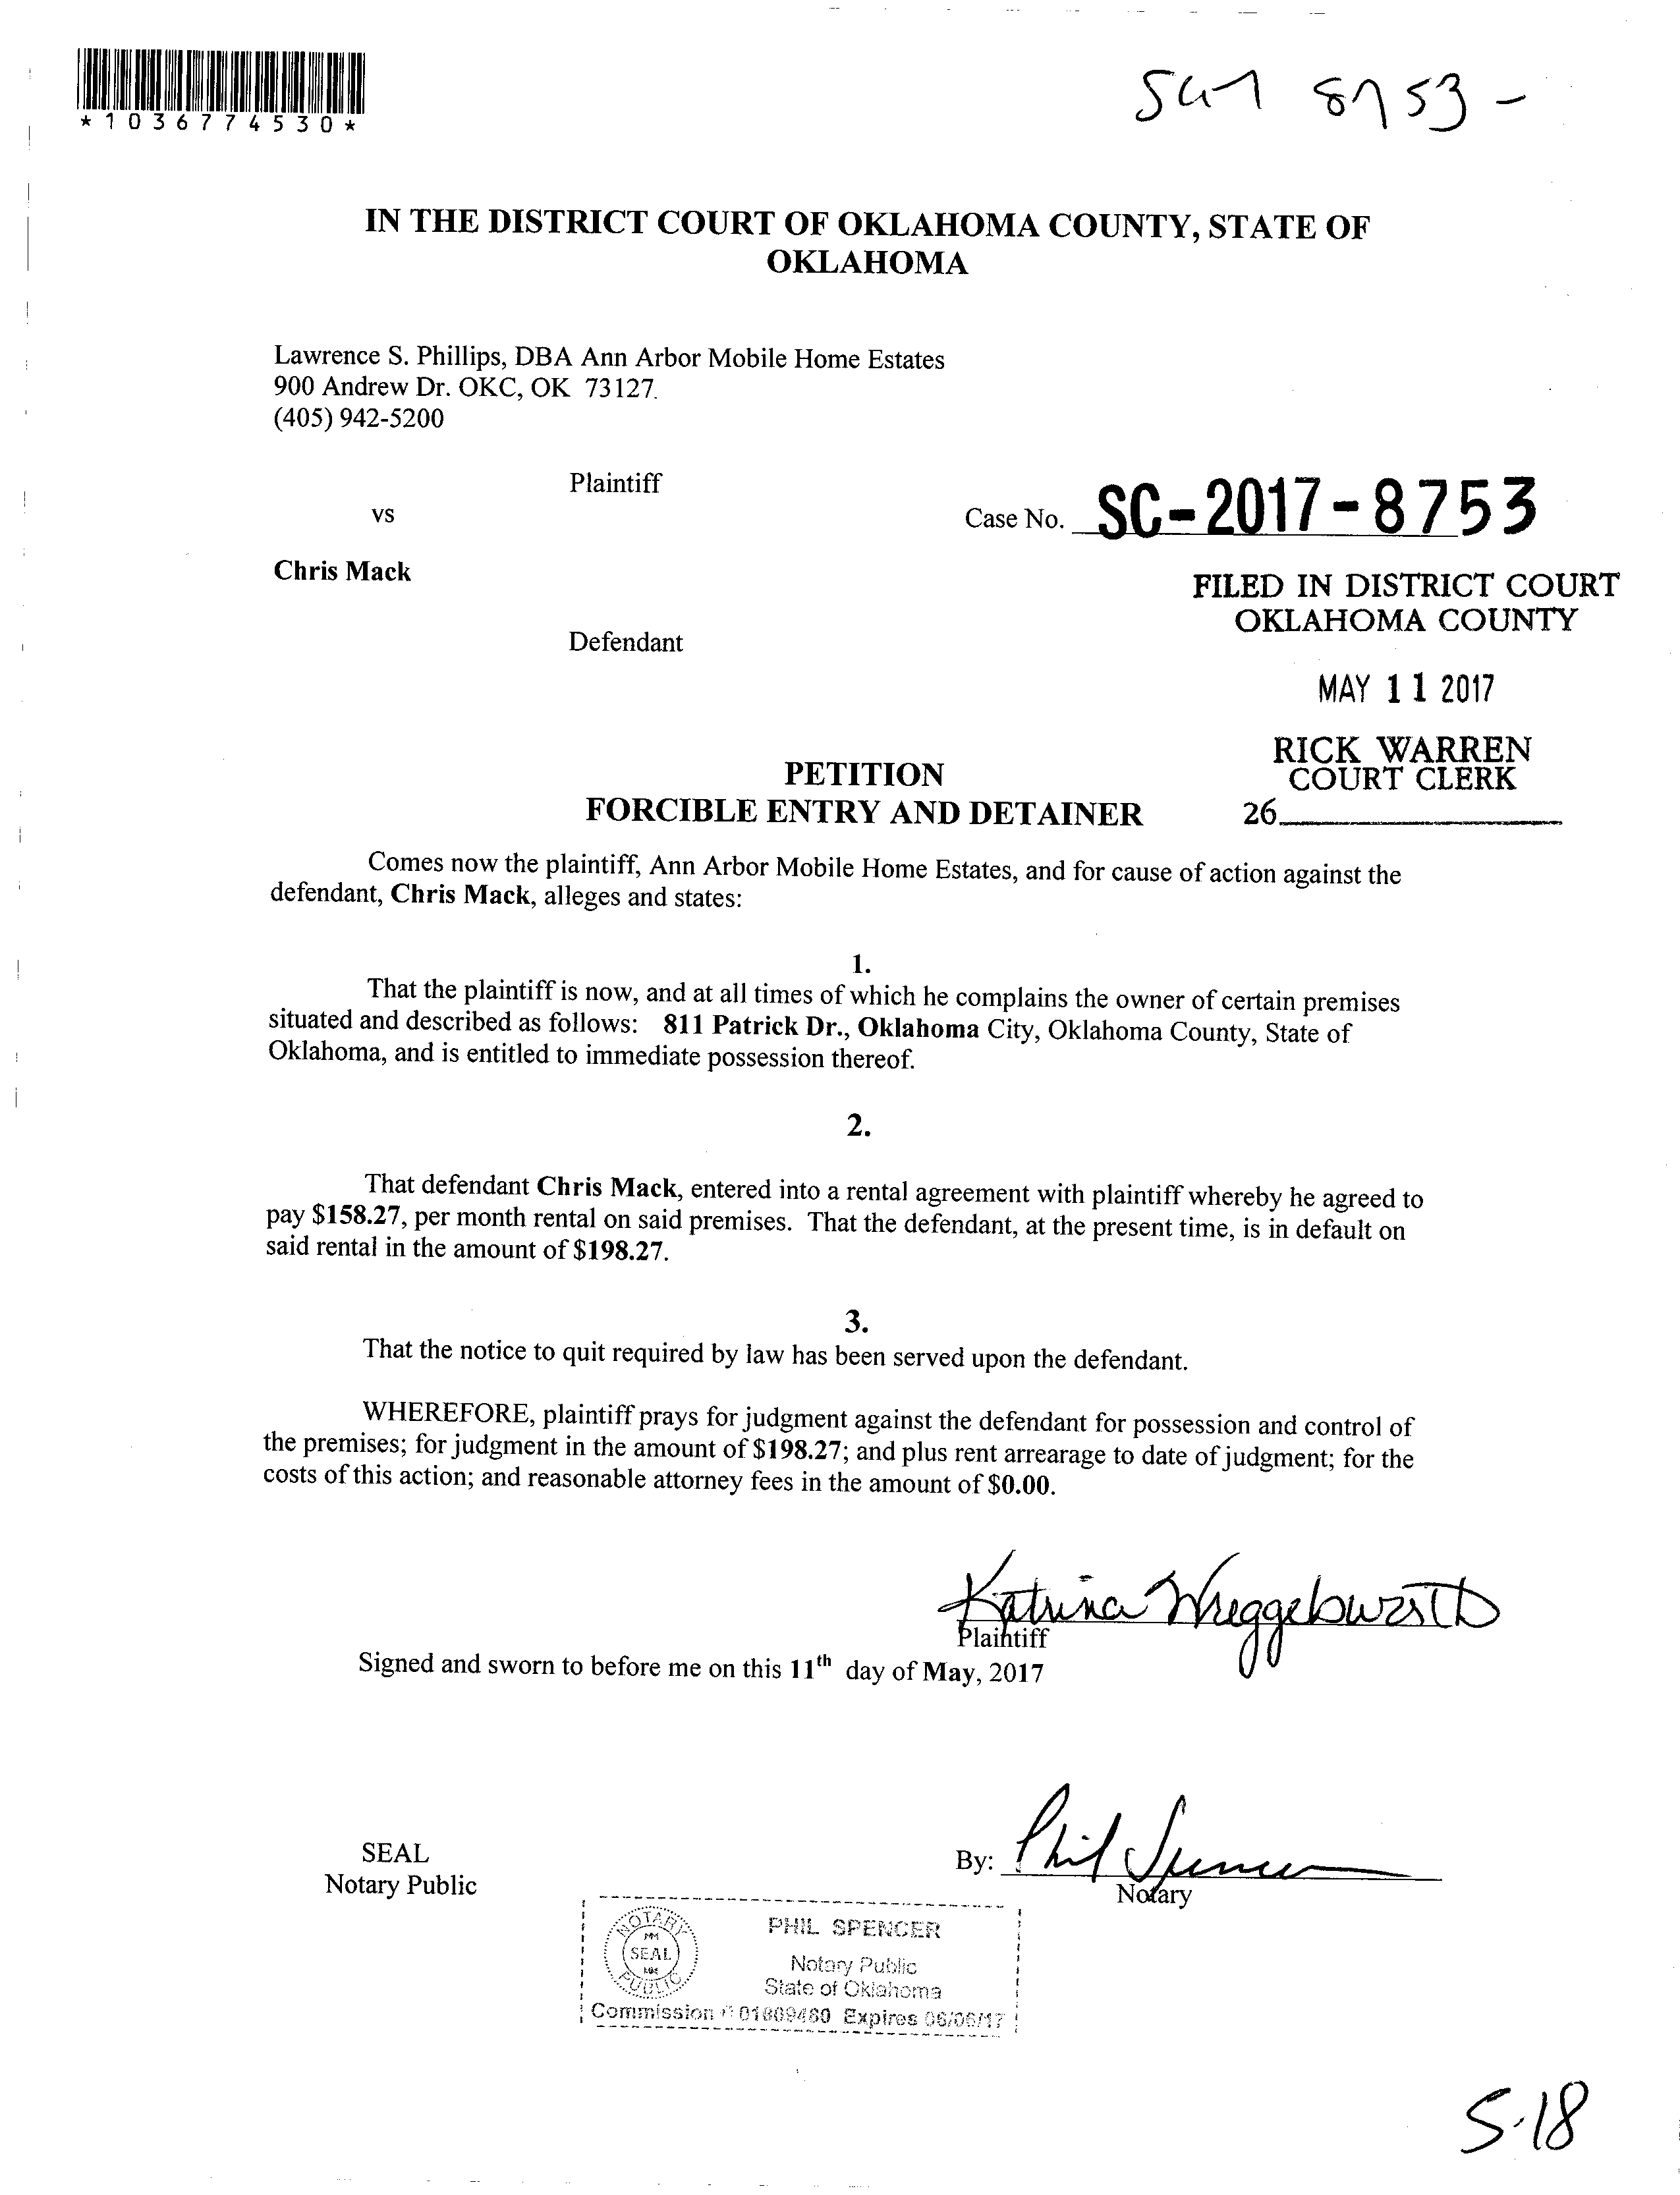 *1036774530*
8753-
IN THE DISTRICT COURT OF OKLAHOMA COUNTY, STATE OF
OKLAHOMA
Lawrence S. Phillips, DBA Ann Arbor Mobile Home Estates
900 Andrew Dr. OKC, OK 73127.
(405) 942-5200
Plaintiff
vs
Case No. SC-2017-8753
Chris Mack
FILED IN DISTRICT COURT
OKLAHOMA COUNTY
Defendant
MAY 11 2017
RICK WARREN
COURT CLERK
26
PETITION
FORCIBLE ENTRY AND DETAINER
Comes now the plaintiff, Ann Arbor Mobile Home Estates, and for cause of action against the
defendant, Chris Mack, alleges and states:
1.
That the plaintiff is now, and at all times of which he complains the owner of certain premises
situated and described as follows: 811 Patrick Dr., Oklahoma City, Oklahoma County, State of
Oklahoma, and is entitled to immediate possession thereof.
2.
That defendant Chris Mack, entered into a rental agreement with plaintiff whereby he agreed to
pay $158.27, per month rental on said premises. That the defendant, at the present time, is in default on
said rental in the amount of $198.27.
3.
That the notice to quit required by law has been served upon the defendant.
WHEREFORE, plaintiff prays for judgment against the defendant for possession and control of
the premises; for judgment in the amount of $198.27; and plus rent arrearage to date of judgment; for the
costs of this action; and reasonable attorney fees in the amount of $0.00.
Katrina Wreggelsworth
Plaintiff
Signed and sworn to before me on this 11th day of May, 2017
SEAL
Notary Public
By: Phil Spencer
Notary
NOTARY
SEAL
PUBLIC
PHIL SPENCER
Notary Public
State of Oklahoma
Commission # 01809460 Expires 06/06/17
5-18